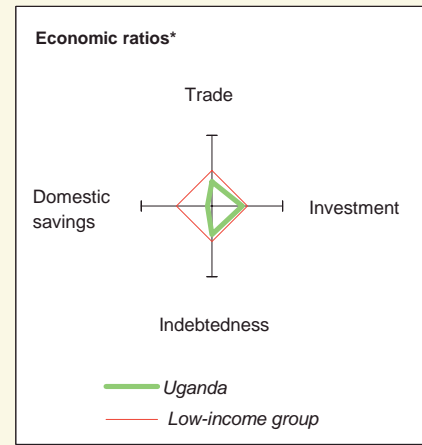 Economic ratios*
Trade
Domestic
savings
Investment
Indebtedness
Uganda
Low-income group